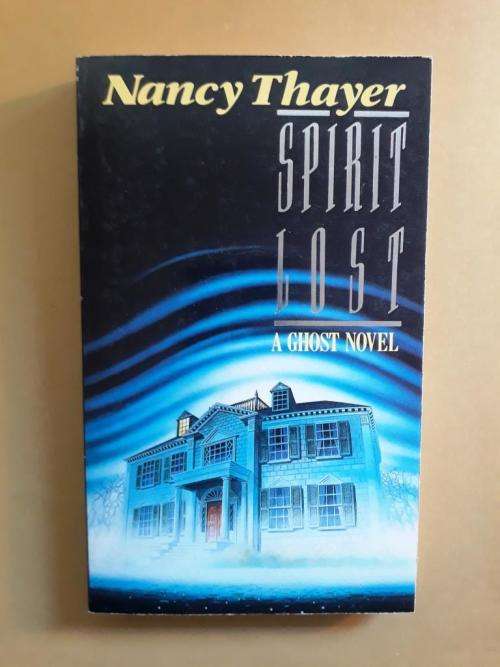 Nancy Thayer
SPIRIT
LOST
A GHOST NOVEL